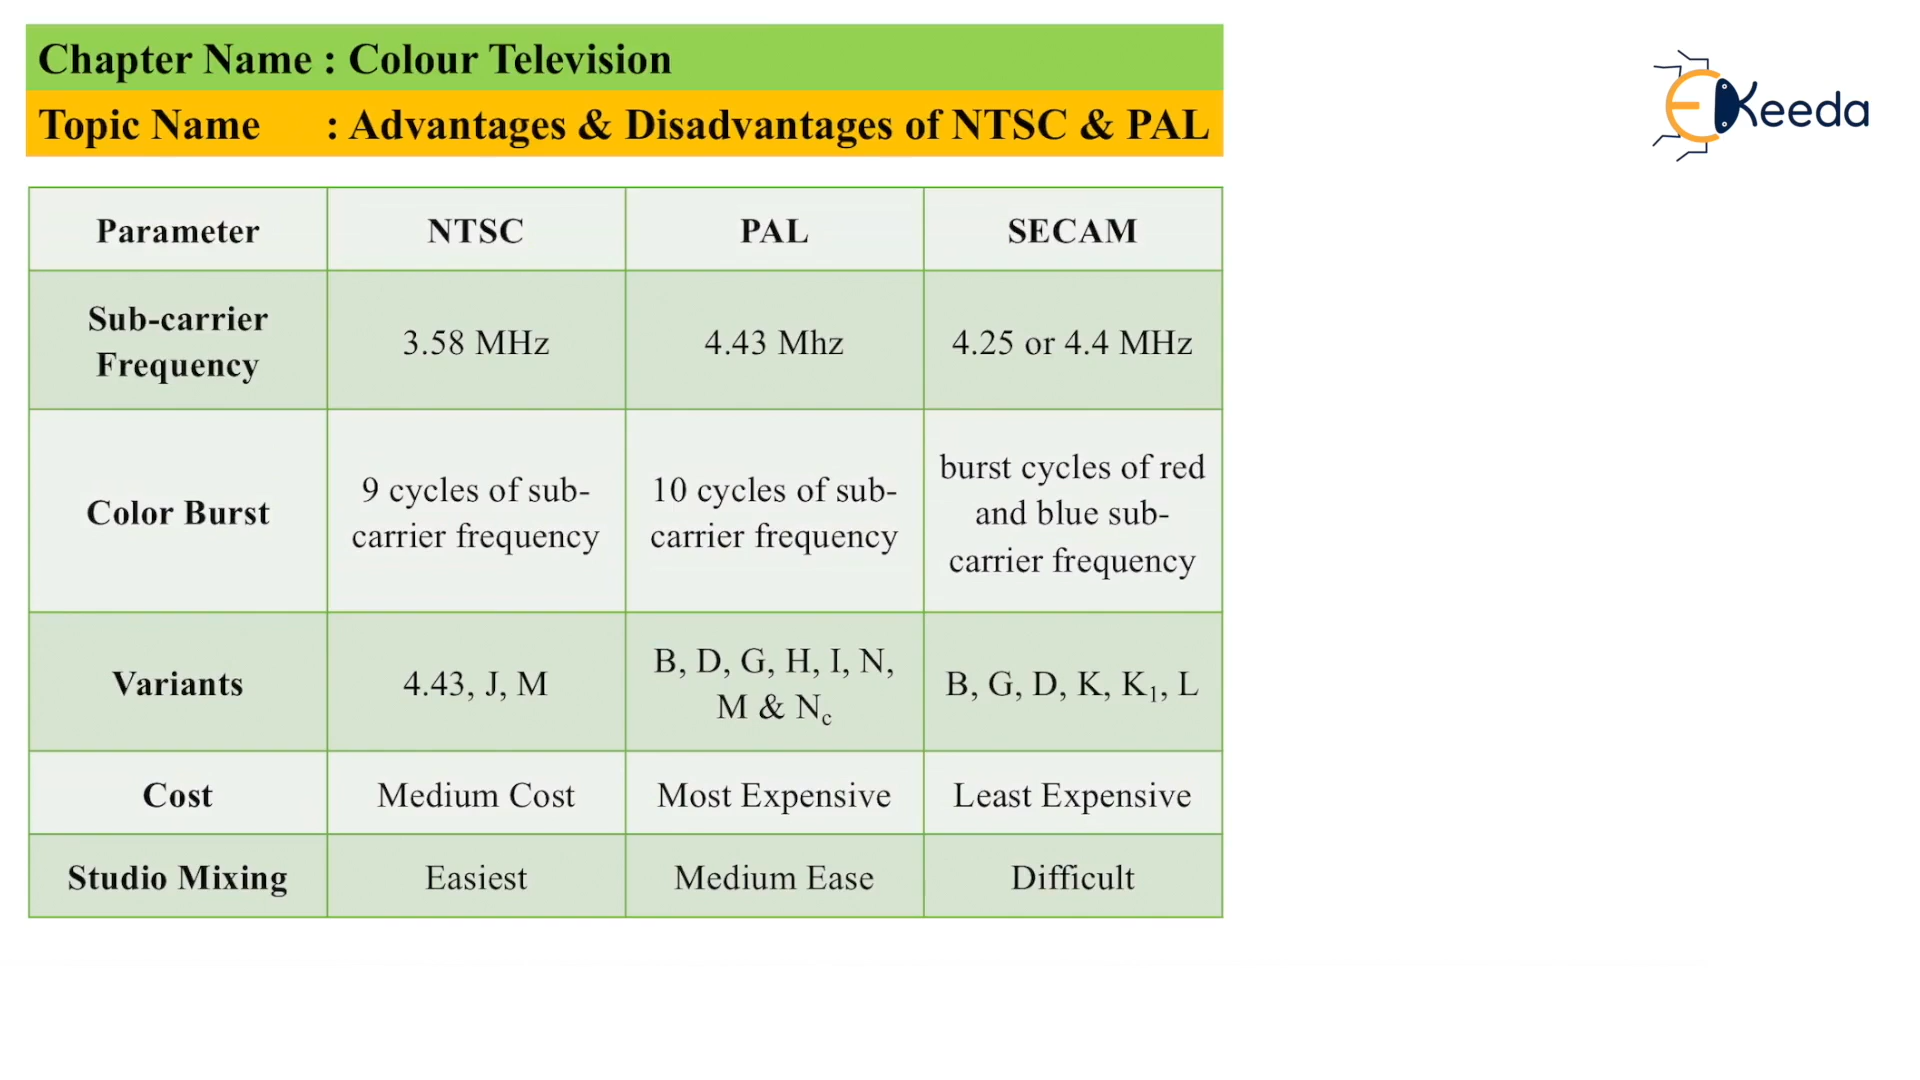 Chapter Name : Colour Television
Topic Name : Advantages & Disadvantages of NTSC & PAL
EKeeda
Parameter NTSC PAL SECAM
Sub-carrier
Frequency
3.58 MHz
4.43 Mhz
4.25 or 4.4 MHz
Color Burst
9 cycles of sub-
carrier frequency
10 cycles of sub-
carrier frequency
burst cycles of red
and blue sub-
carrier frequency
Variants
4.43, J, M
B, D, G, H, I, N,
M & Nc
B, G, D, K, K1, L
Cost Medium Cost Most Expensive Least Expensive
Studio Mixing Easiest Medium Ease Difficult